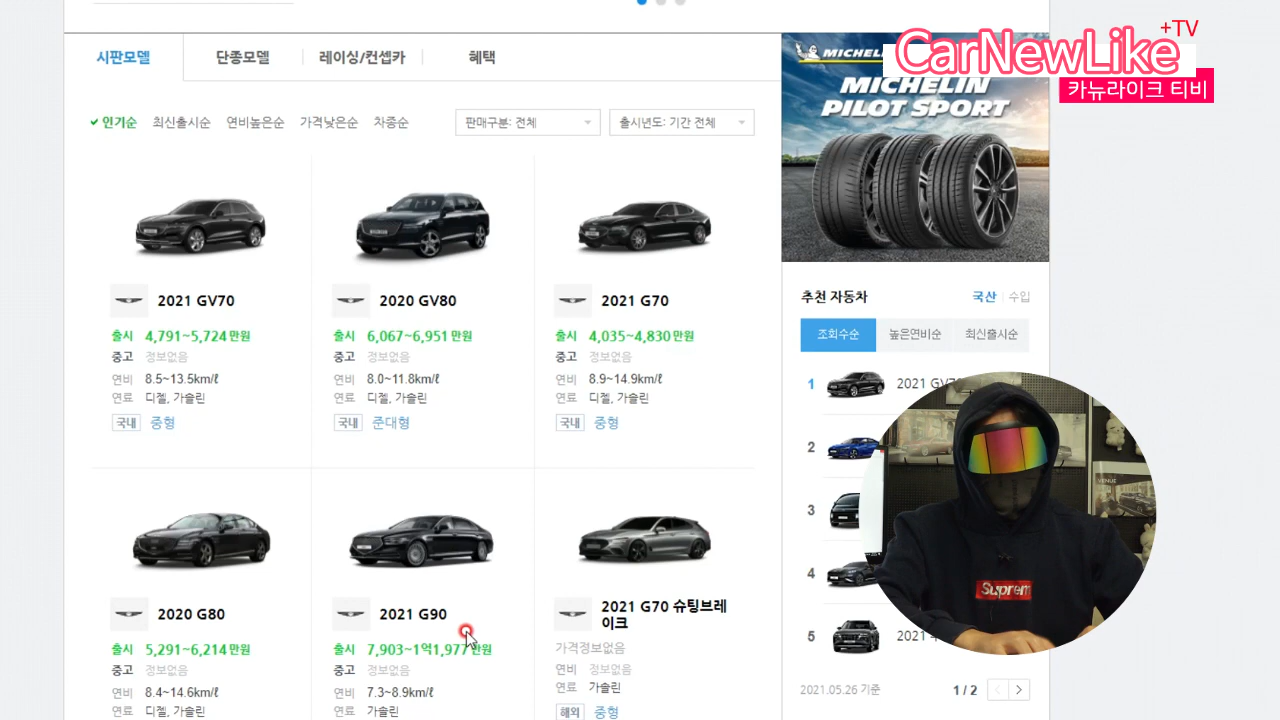 시판모델
단종모델
레이싱/컨셉카
혜택
인기순
최신출시순
연비높은순
가격낮은순
차종순
판매구분: 전체
출시년도: 기간 전체
2021 GV70
출시 4,791~5,724 만원
중고 정보없음
연비 8.5~13.5km/ℓ
연료 디젤, 가솔린
국내 중형
2020 GV80
출시 6,067~6,951 만원
중고 정보없음
연비 8.0~11.8km/ℓ
연료 디젤, 가솔린
국내 준대형
2021 G70
출시 4,035~4,830 만원
중고 정보없음
연비 8.9~14.9km/ℓ
연료 디젤, 가솔린
국내 중형
2020 G80
출시 5,291~6,214 만원
중고 정보없음
연비 8.4~14.6km/ℓ
연료 디젤, 가솔린
2021 G90
출시 7,903~1억1,977 만원
중고 정보없음
연비 7.3~8.9km/ℓ
연료 가솔린
2021 G70 슈팅브레
이크
가격정보없음
연비 정보없음
연료 가솔린
해외 중형
+TV
CarNewLike
카뉴라이크 티비
MICHELIN
PILOT SPORT
추천 자동차
국산 수입
조회수순
높은연비순
최신출시순
1 2021 GV70
2
3
4
5 2021
2021.05.26 기준
1 / 2
VENUE
Suprem